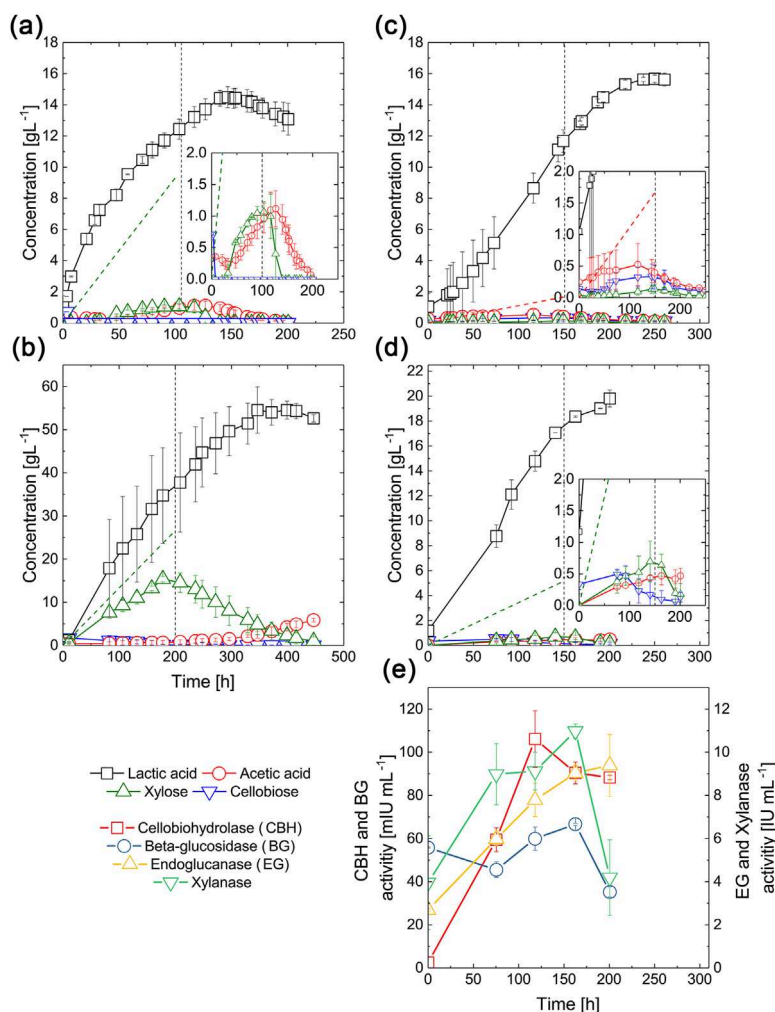 (a)
18
16
14
12
10
8
6
4
2
0
Concentration [gL⁻¹]
2.0
1.6
1.2
0.8
0.4
0.0
0 100 200
0 50 100 150 200 250
(c)
18
16
14
12
10
8
6
4
2
0
Concentration [gL⁻¹]
2.0
1.5
1.0
0.5
0.0
0 100 200
0 50 100 150 200 250 300
(b)
60
50
40
30
20
10
0
Concentration [gL⁻¹]
0 100 200 300 400 500
Time [h]
(d)
22
20
18
16
14
12
10
8
6
4
2
0
Concentration [gL⁻¹]
2.0
1.5
1.0
0.5
0.0
0 100 200
0 50 100 150 200 250 300
Lactic acid Acetic acid
Xylose Cellobiose
Cellobiohydrolase (CBH)
Beta-glucosidase (BG)
Endoglucanase (EG)
Xylanase
(e)
120
100
80
60
40
20
0
CBH and BG
activitiy [mIU mL⁻¹]
12
10
8
6
4
2
0
EG and Xylanase
activitiy [IU mL⁻¹]
0 50 100 150 200 250 300
Time [h]